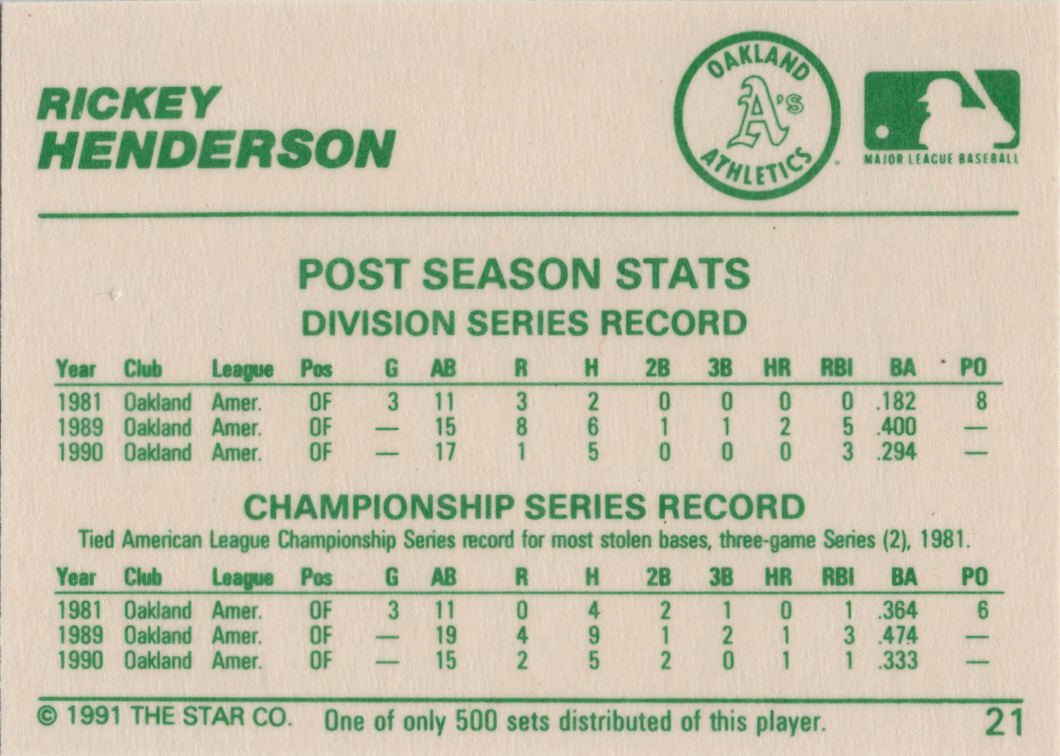 RICKEY
HENDERSON
OAKLAND
A's
ATHLETICS
MAJOR LEAGUE BASEBALL
POST SEASON STATS
DIVISION SERIES RECORD
Year Club League Pos G AB R H 2B 3B HR RBI BA PO
1981 Oakland Amer. OF 3 11 3 2 0 0 0 0 .182 8
1989 Oakland Amer. OF — 15 8 6 1 1 2 5 .400 —
1990 Oakland Amer. OF — 17 1 5 0 0 0 3 .294 —
CHAMPIONSHIP SERIES RECORD
Tied American League Championship Series record for most stolen bases, three-game Series (2), 1981.
Year Club League Pos G AB R H 2B 3B HR RBI BA PO
1981 Oakland Amer. OF 3 11 0 4 2 1 0 1 .364 6
1989 Oakland Amer. OF — 19 4 9 1 2 1 3 .474 —
1990 Oakland Amer. OF — 15 2 5 2 0 1 1 .333 —
© 1991 THE STAR CO. One of only 500 sets distributed of this player. 21